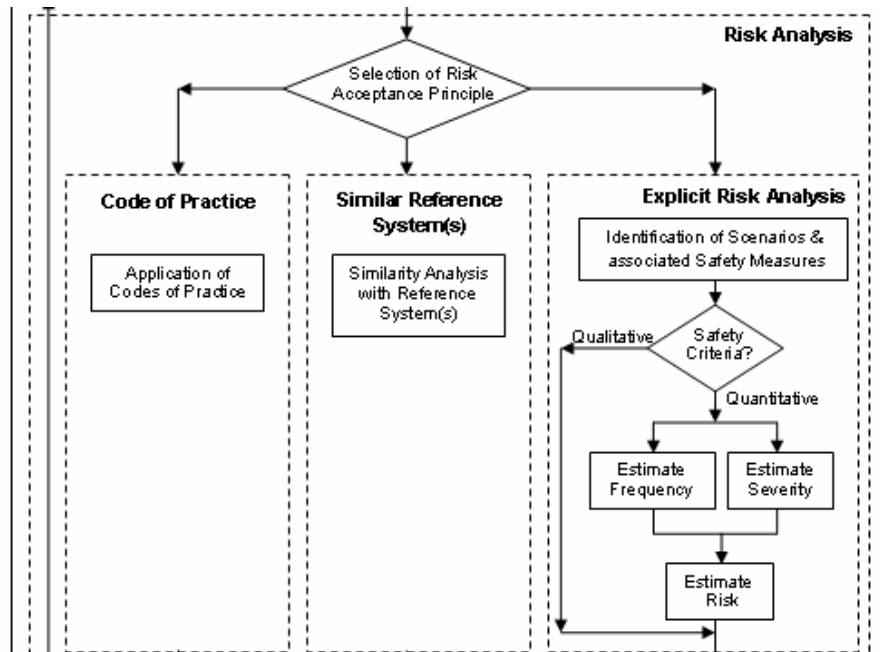 Risk Analysis
Selection of Risk
Acceptance Principle
Code of Practice
Application of
Codes of Practice
Similar Reference
System(s)
Similarity Analysis
with Reference
System(s)
Explicit Risk Analysis
Identification of Scenarios &
associated Safety Measures
Safety
Criteria?
Qualitative
Quantitative
Estimate
Frequency
Estimate
Severity
Estimate
Risk